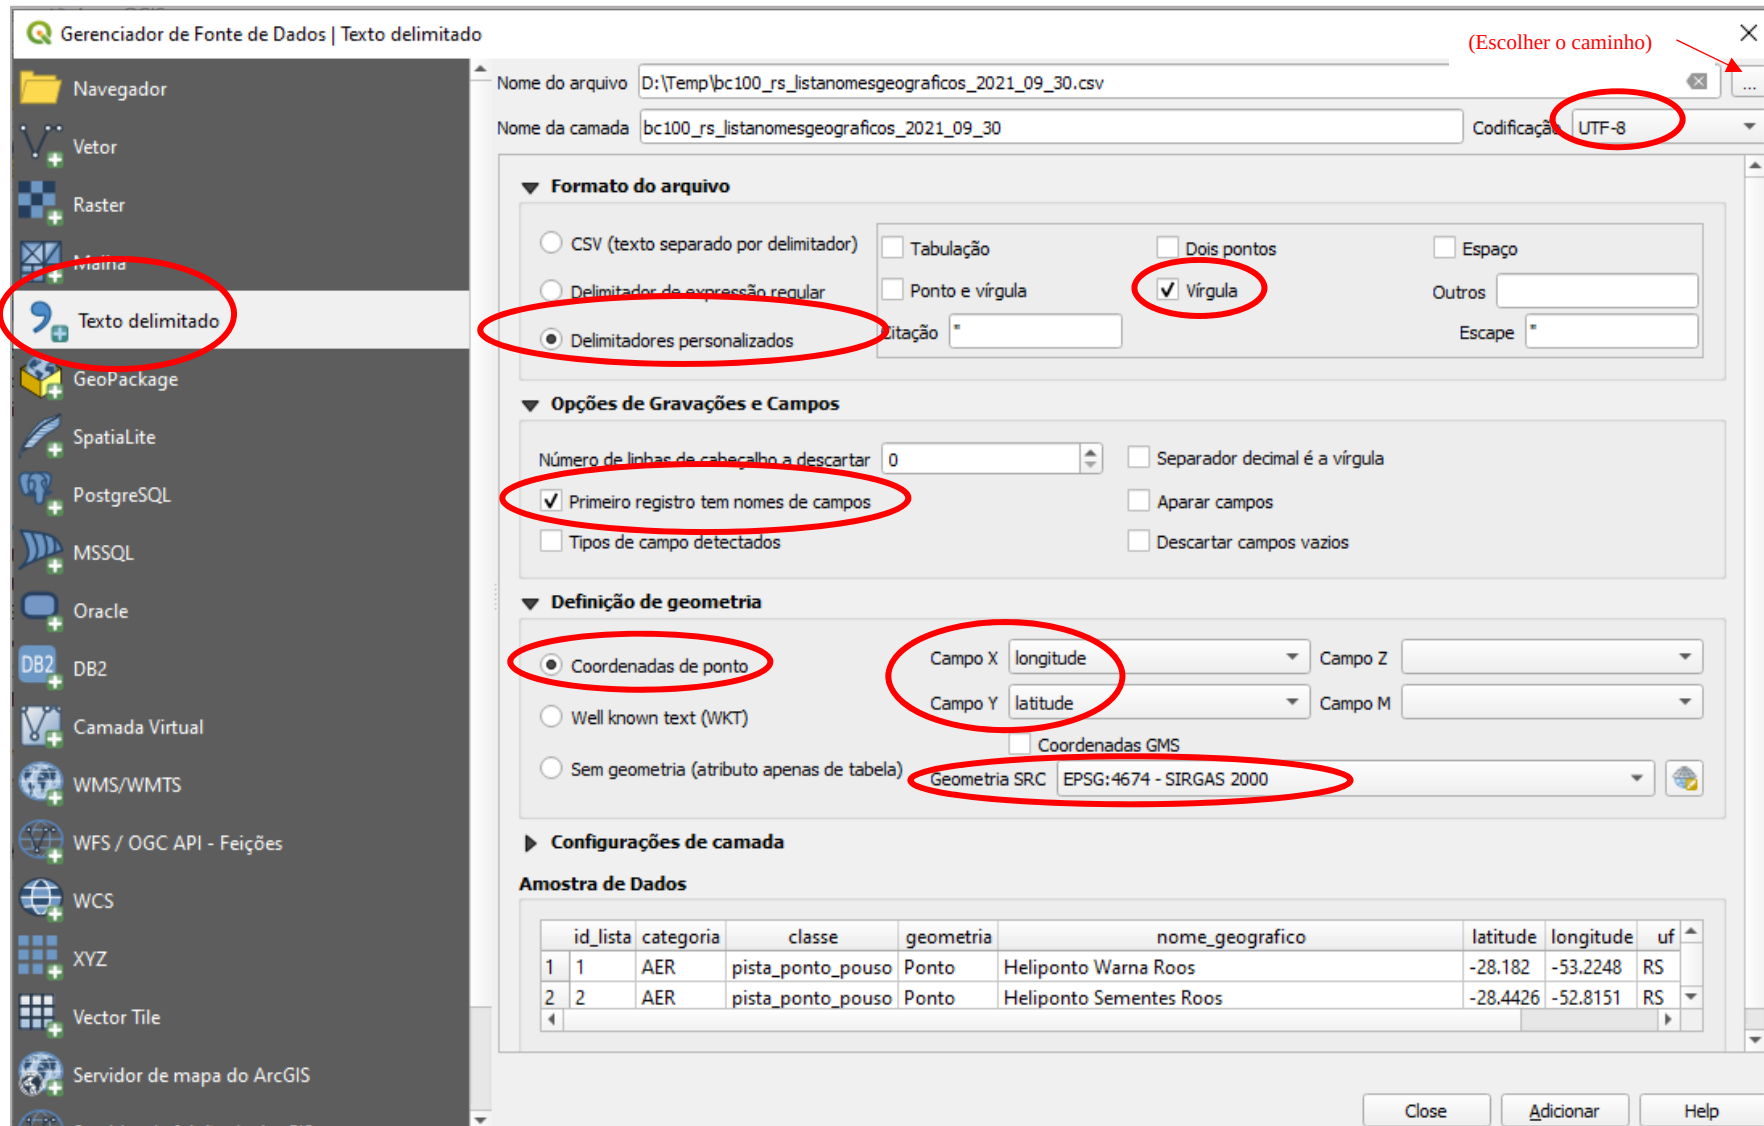 Gerenciador de Fonte de Dados | Texto delimitado
(Escolher o caminho)
Navegador
Vetor
Raster
Malha
Texto delimitado
GeoPackage
SpatiaLite
PostgreSQL
MSSQL
Oracle
DB2
DB2
Camada Virtual
WMS/WMTS
WFS / OGC API - Feições
WCS
XYZ
Vector Tile
Servidor de mapa do ArcGIS
Nome do arquivo D:\Temp\bc100_rs_listanomesgeograficos_2021_09_30.csv ...
Nome da camada bc100_rs_listanomesgeograficos_2021_09_30 Codificação UTF-8
Formato do arquivo
CSV (texto separado por delimitador) Tabulação Dois pontos Espaço
Delimitador de expressão regular Ponto e vírgula Vírgula Outros
Delimitadores personalizados Citação " Escape "
Opções de Gravações e Campos
Número de linhas de cabeçalho a descartar 0 Separador decimal é a vírgula
Primeiro registro tem nomes de campos Aparar campos
Tipos de campo detectados Descartar campos vazios
Definição de geometria
Coordenadas de ponto Campo X longitude Campo Z
Campo Y latitude Campo M
Well known text (WKT)
Coordenadas GMS
Sem geometria (atributo apenas de tabela) Geometria SRC EPSG:4674 - SIRGAS 2000
Configurações de camada
Amostra de Dados
id_lista categoria classe geometria nome_geografico latitude longitude uf
1 1 AER pista_ponto_pouso Ponto Heliponto Warna Roos -28.182 -53.2248 RS
2 2 AER pista_ponto_pouso Ponto Heliponto Sementes Roos -28.4426 -52.8151 RS
Close Adicionar Help